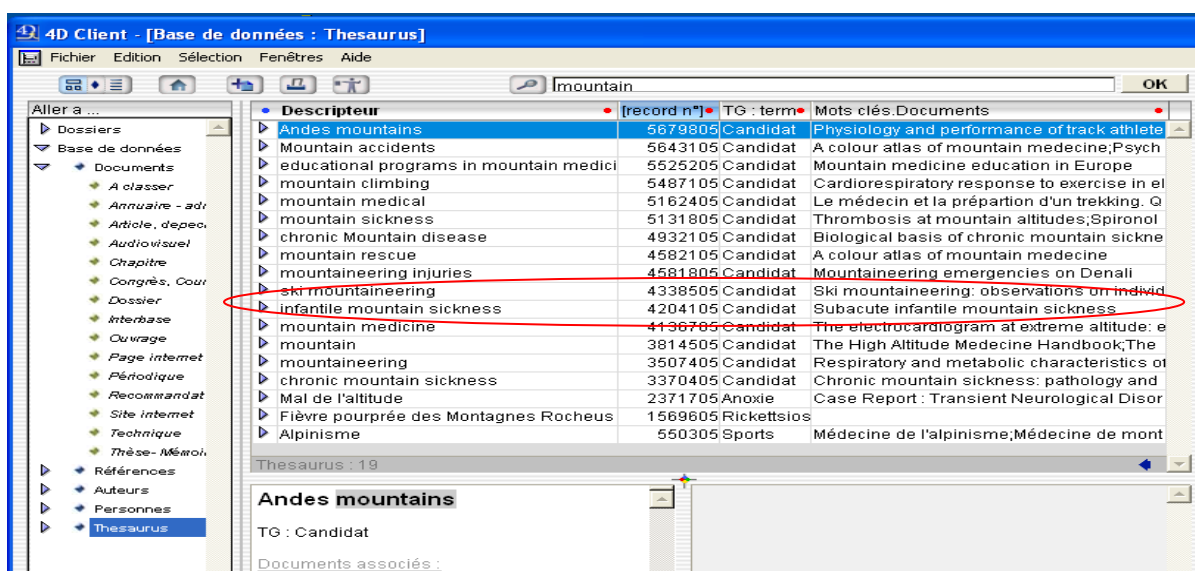 4D Client - [Base de données : Thesaurus]
Fichier Edition Sélection Fenêtres Aide
mountain OK
Aller a ...
Dossiers
Base de données
Documents
A classer
Annuaire - adr
Article, depec
Audiovisuel
Chapitre
Congrès, Cour
Dossier
Interbase
Ouvrage
Page internet
Périodique
Recommandat
Site internet
Technique
Thèse- Mémoi
Références
Auteurs
Personnes
Thesaurus
Descripteur [record n°] TG : term Mots clés.Documents
Andes mountains 5679805 Candidat Physiology and performance of track athlete
Mountain accidents 5643105 Candidat A colour atlas of mountain medecine;Psych
educational programs in mountain medici 5525205 Candidat Mountain medicine education in Europe
mountain climbing 5487105 Candidat Cardiorespiratory response to exercise in el
mountain medical 5162405 Candidat Le médecin et la prépartion d'un trekking. Q
mountain sickness 5131805 Candidat Thrombosis at mountain altitudes;Spironol
chronic Mountain disease 4932105 Candidat Biological basis of chronic mountain sickne
mountain rescue 4582105 Candidat A colour atlas of mountain medecine
mountaineering injuries 4581805 Candidat Mountaineering emergencies on Denali
ski mountaineering 4338505 Candidat Ski mountaineering: observations on individ
infantile mountain sickness 4204105 Candidat Subacute infantile mountain sickness
mountain medicine 4136705 Candidat The electrocardiogram at extreme altitude: e
mountain 3814505 Candidat The High Altitude Medecine Handbook;The
mountaineering 3507405 Candidat Respiratory and metabolic characteristics of
chronic mountain sickness 3370405 Candidat Chronic mountain sickness: pathology and
Mal de l'altitude 2371705 Anoxie Case Report : Transient Neurological Disor
Fièvre pourprée des Montagnes Rocheus 1569605 Rickettsios
Alpinisme 550305 Sports Médecine de l'alpinisme;Médecine de mont
Thesaurus : 19
Andes mountains
TG : Candidat
Documents associés :